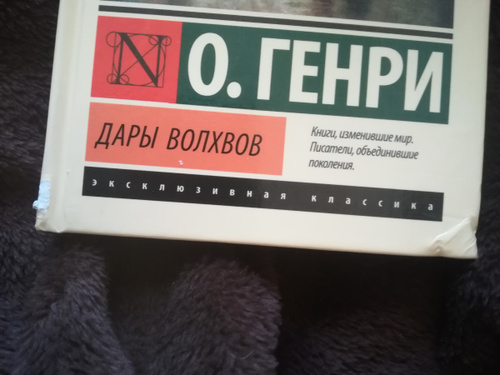 N
О. ГЕНРИ
ДАРЫ ВОЛХВОВ
Книги, изменившие мир.
Писатели, объединившие
поколения.
эксклюзивная классика